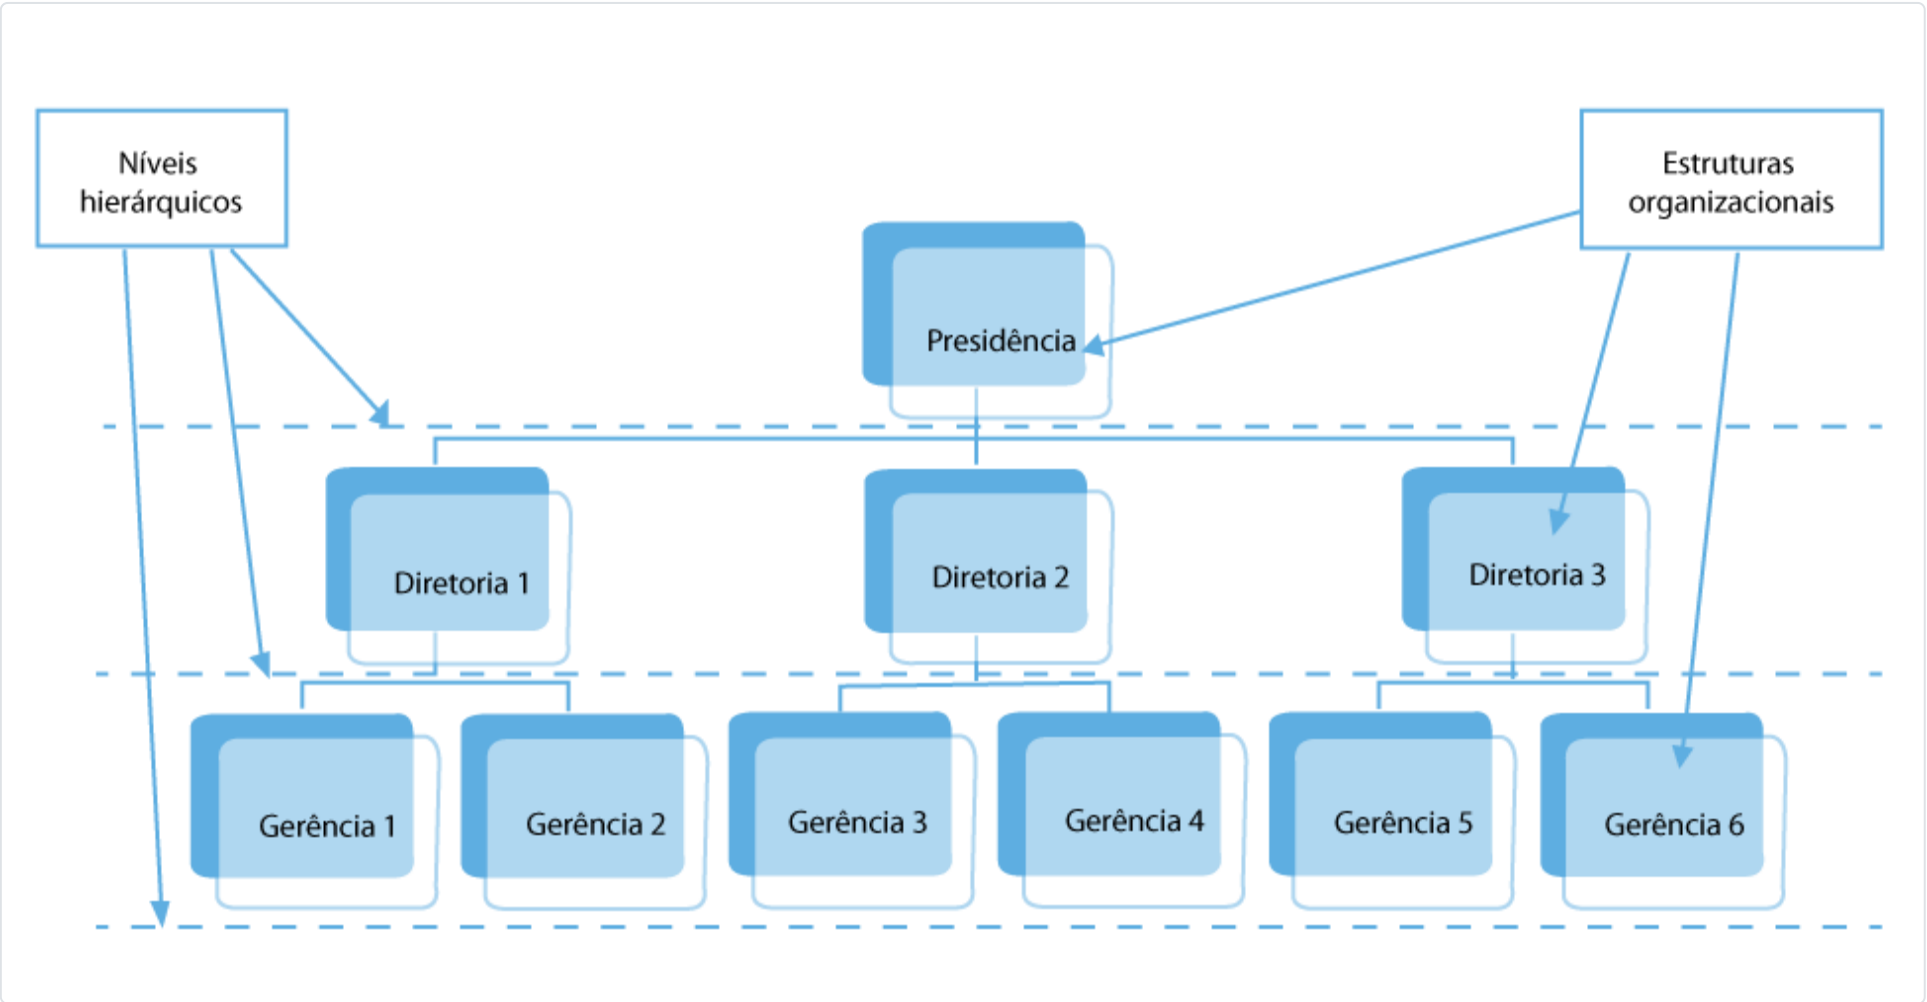 Níveis
hierárquicos
Estruturas
organizacionais
Presidência
Diretoria 1
Diretoria 2
Diretoria 3
Gerência 1
Gerência 2
Gerência 3
Gerência 4
Gerência 5
Gerência 6